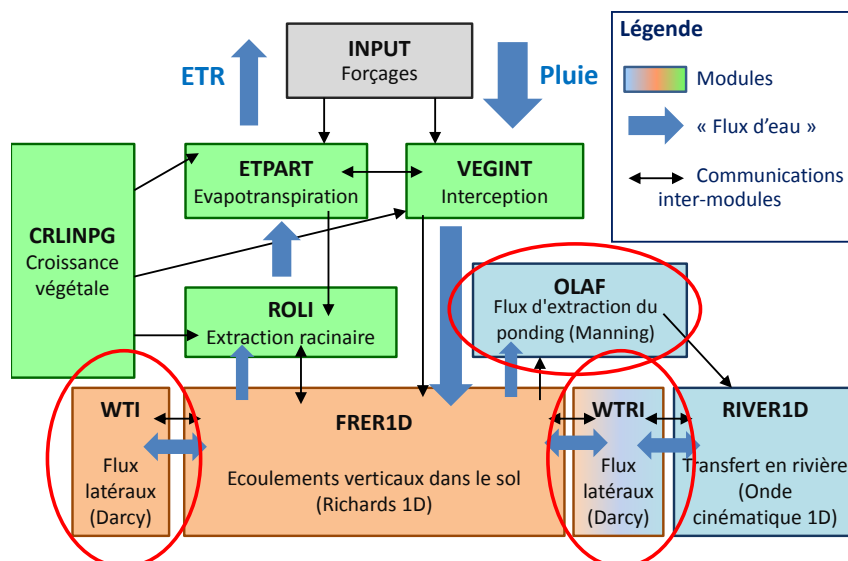 INPUT
Forçages
ETR
Pluie
Légende
Modules
« Flux d'eau »
Communications
inter-modules
ETPART
Evapotranspiration
VEGINT
Interception
CRLINPG
Croissance
végétale
ROLI
Extraction racinaire
OLAF
Flux d'extraction du
ponding (Manning)
WTI
Flux
latéraux
(Darcy)
FRER1D
Ecoulements verticaux dans le sol
(Richards 1D)
WTRI
Flux
latéraux
(Darcy)
RIVER1D
Transfert en rivière
(Onde
cinématique 1D)